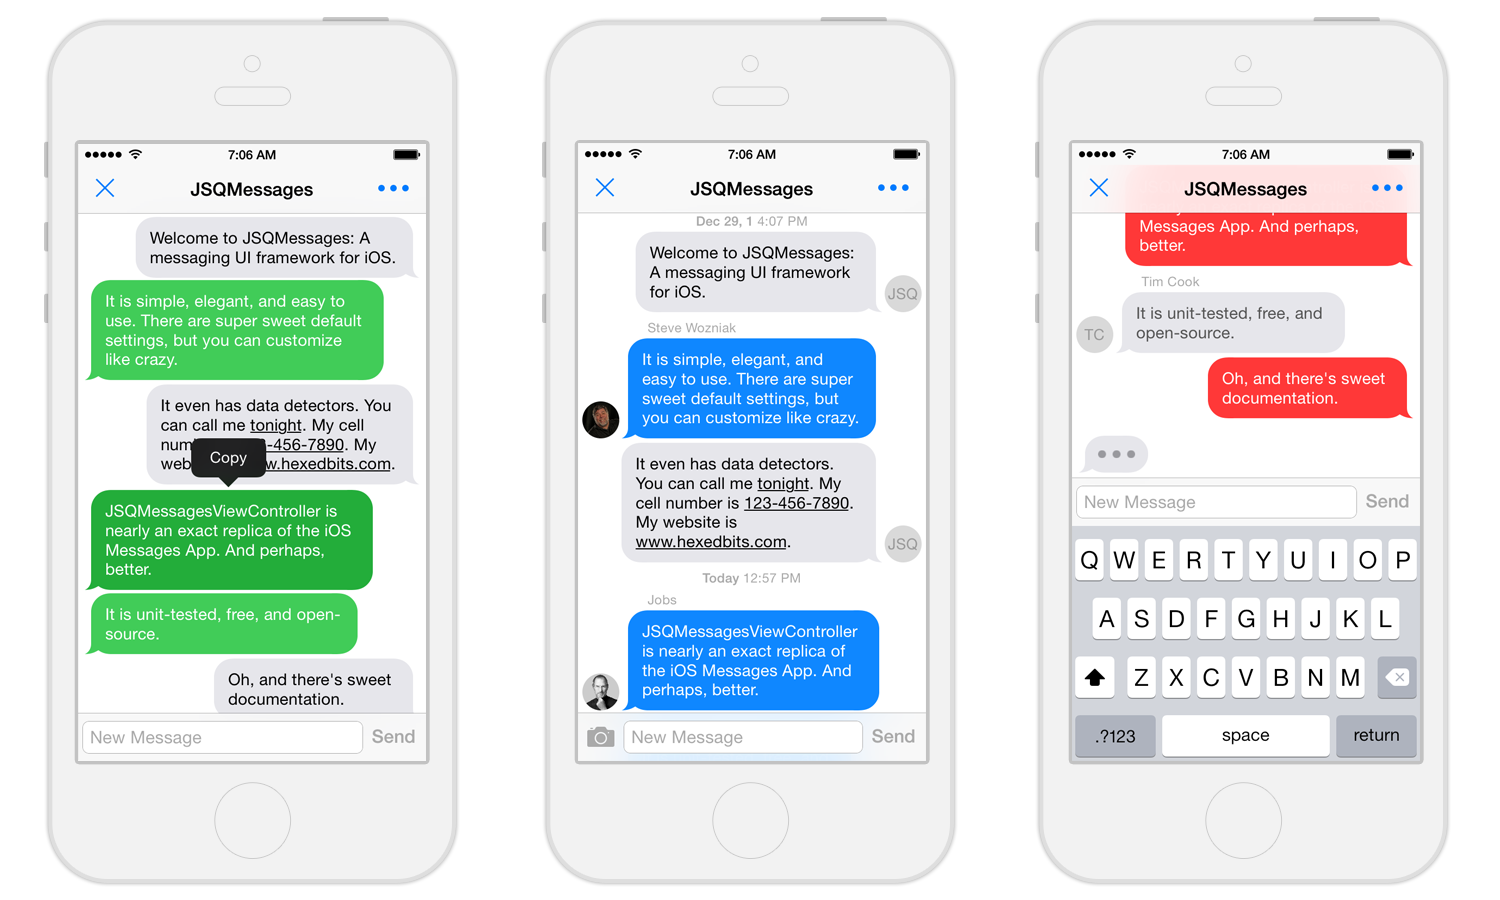 7:06 AM
JSQMessages
Welcome to JSQMessages: A
messaging UI framework for iOS.
It is simple, elegant, and easy to
use. There are super sweet default
settings, but you can customize
like crazy.
It even has data detectors. You
can call me tonight. My cell
num -456-7890. My
web w.hexedbits.com.
Copy
JSQMessagesViewController is
nearly an exact replica of the iOS
Messages App. And perhaps,
better.
It is unit-tested, free, and open-
source.
Oh, and there's sweet
documentation.
New Message
Send
7:06 AM
JSQMessages
Dec 29, 1 4:07 PM
Welcome to JSQMessages:
A messaging UI framework
for iOS.
JSQ
Steve Wozniak
It is simple, elegant, and
easy to use. There are super
sweet default settings, but
you can customize like crazy.
It even has data detectors.
You can call me tonight. My
cell number is 123-456-7890.
My website is
www.hexedbits.com.
JSQ
Today 12:57 PM
Jobs
JSQMessagesViewController
is nearly an exact replica of
the iOS Messages App. And
perhaps, better.
New Message
Send
7:06 AM
JSQMessages
Messages App. And perhaps,
better.
Tim Cook
It is unit-tested, free, and
open-source.
TC
Oh, and there's sweet
documentation.
New Message
Send
Q W E R T Y U I O P
A S D F G H J K L
Z X C V B N M
.?123
space
return